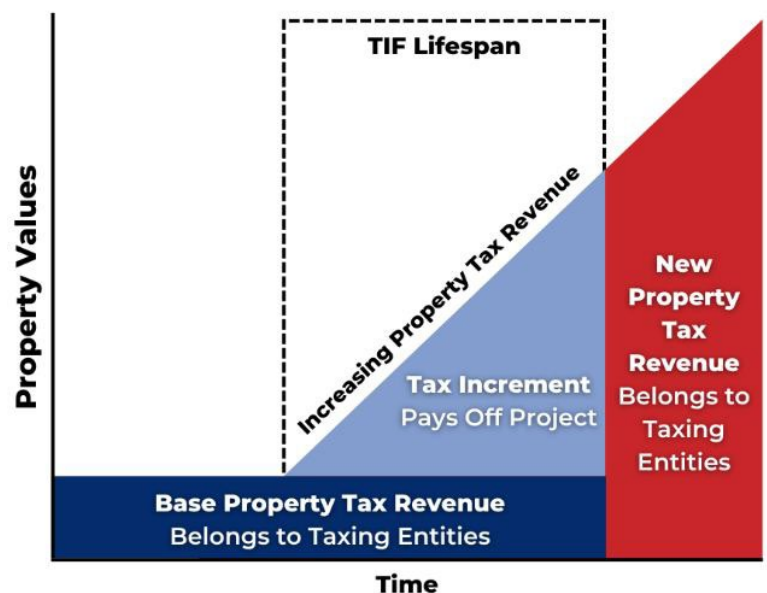 TIF Lifespan
Property Values
Increasing Property Tax Revenue
Tax Increment
Pays Off Project
New
Property
Tax
Revenue
Belongs to
Taxing
Entities
Base Property Tax Revenue
Belongs to Taxing Entities
Time